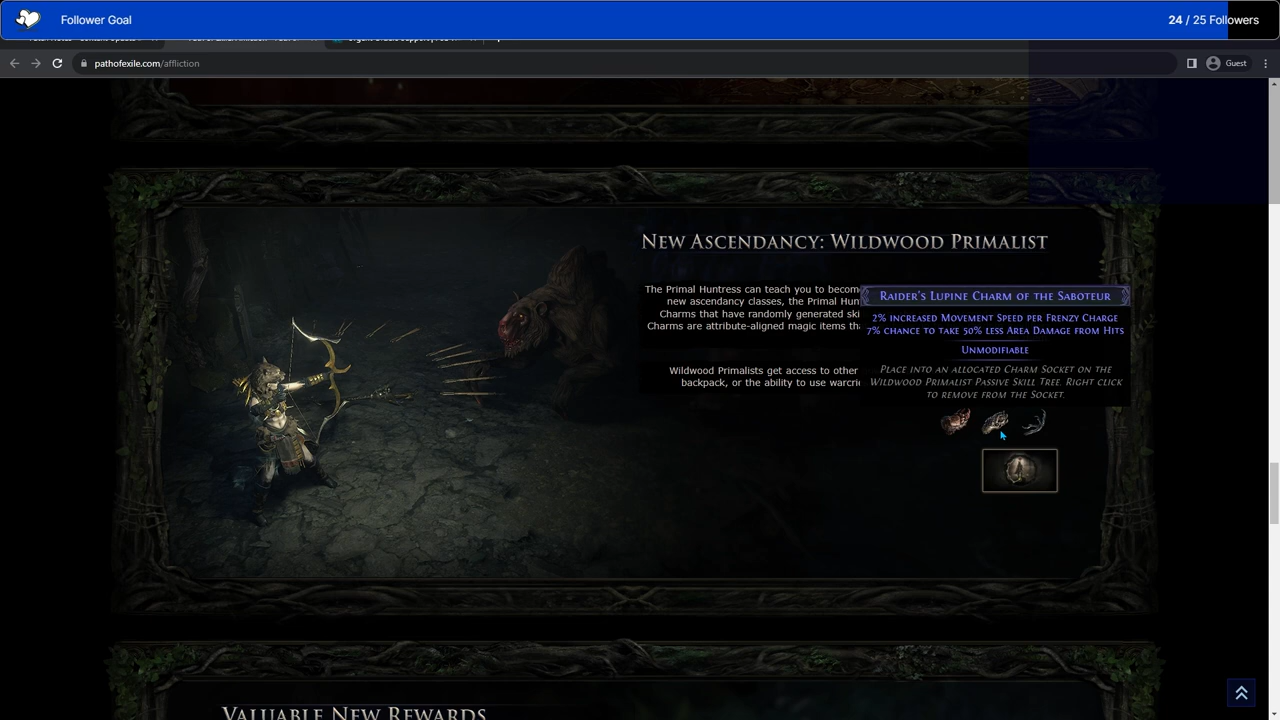 Follower Goal
24 / 25 Followers
pathofexile.com/affliction
Guest
New Ascendancy: Wildwood Primalist
The Primal Huntress can teach you to becom
new ascendancy classes, the Primal Hun
Charms that have randomly generated ski
Charms are attribute-aligned magic items tha
Wildwood Primalists get access to other
backpack, or the ability to use warcri
Raider's Lupine Charm of the Saboteur
2% increased Movement Speed per Frenzy Charge
7% chance to take 50% less Area Damage from Hits
Unmodifiable
Place into an allocated Charm Socket on the
Wildwood Primalist Passive Skill Tree. Right click
to remove from the Socket.
Valuable New Rewards